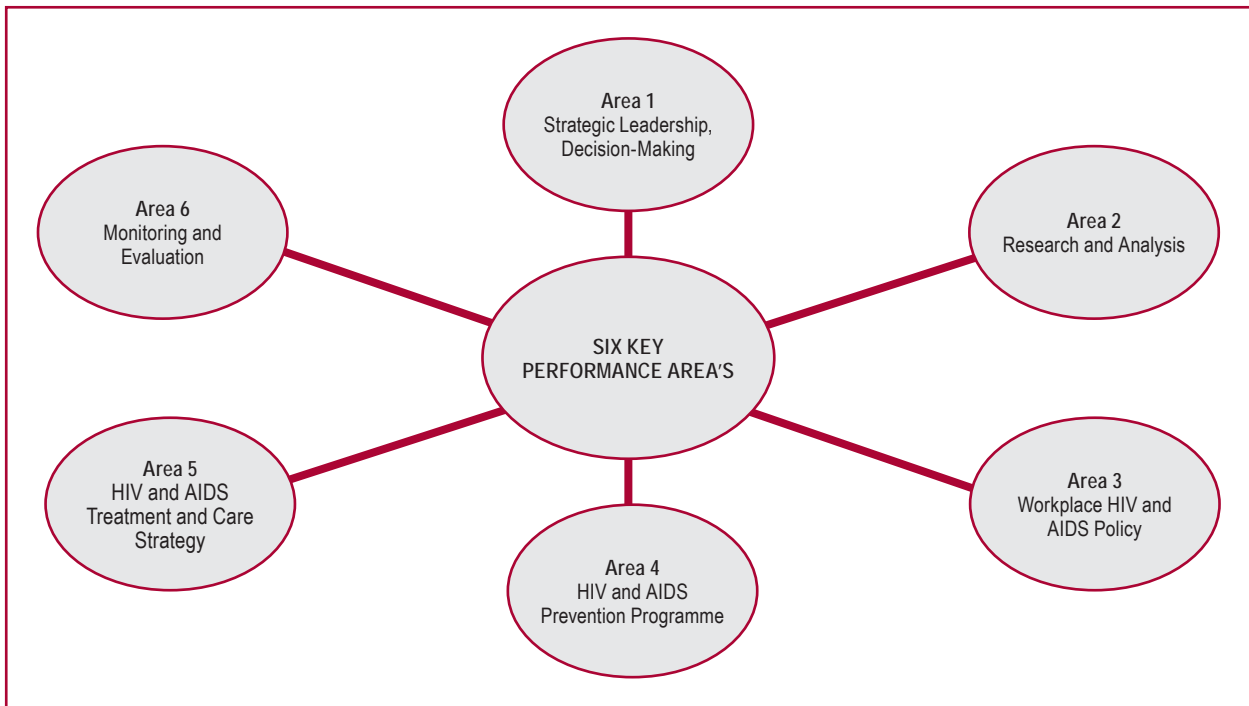 Area 1
Strategic Leadership,
Decision-Making
Area 6
Monitoring and
Evaluation
Area 2
Research and Analysis
SIX KEY
PERFORMANCE AREA'S
Area 5
HIV and AIDS
Treatment and Care
Strategy
Area 3
Workplace HIV and
AIDS Policy
Area 4
HIV and AIDS
Prevention Programme